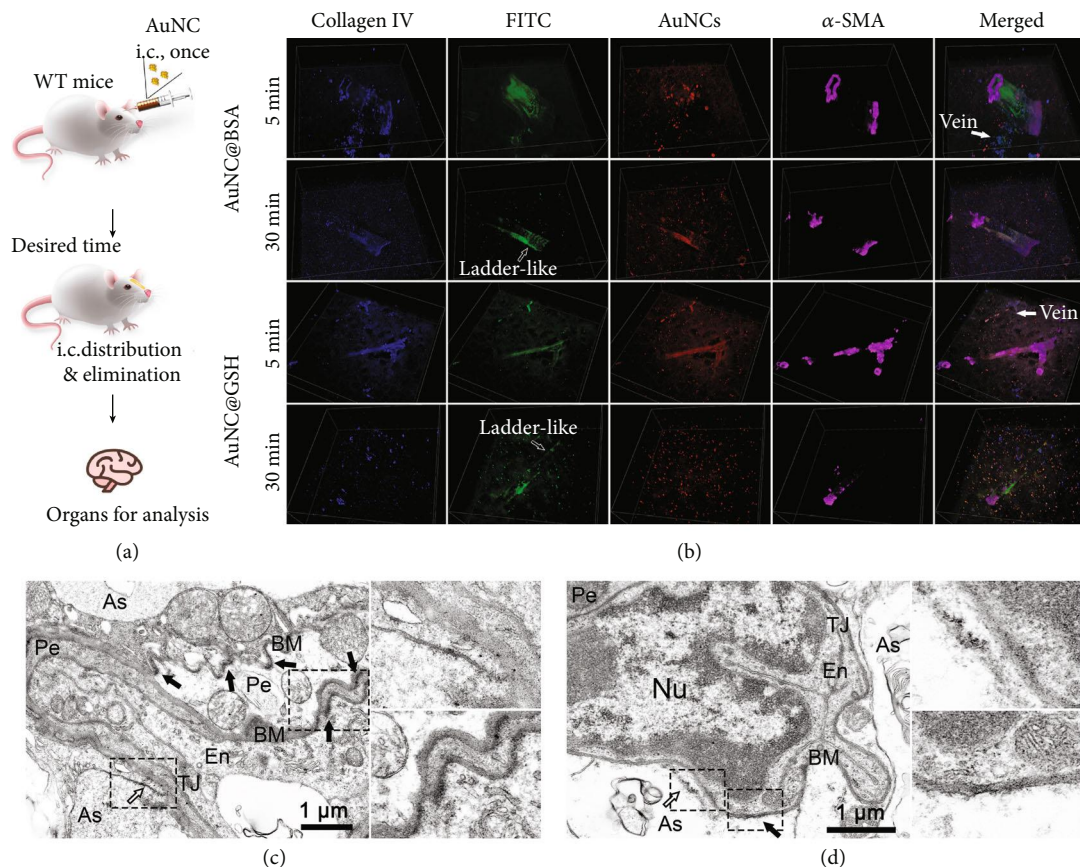 AuNC
i.c., once
WT mice
Desired time
i.c.distribution
& elimination
Organs for analysis
(a)
Collagen IV FITC AuNCs α-SMA Merged
AuNC@BSA
5 min
Vein
30 min
Ladder-like
AuNC@GSH
5 min
Vein
30 min
Ladder-like
(b)
As
Pe
BM
Pe
BM
En
TJ
As
1 μm
(c)
Pe
TJ
As
En
Nu
BM
As
1 μm
(d)